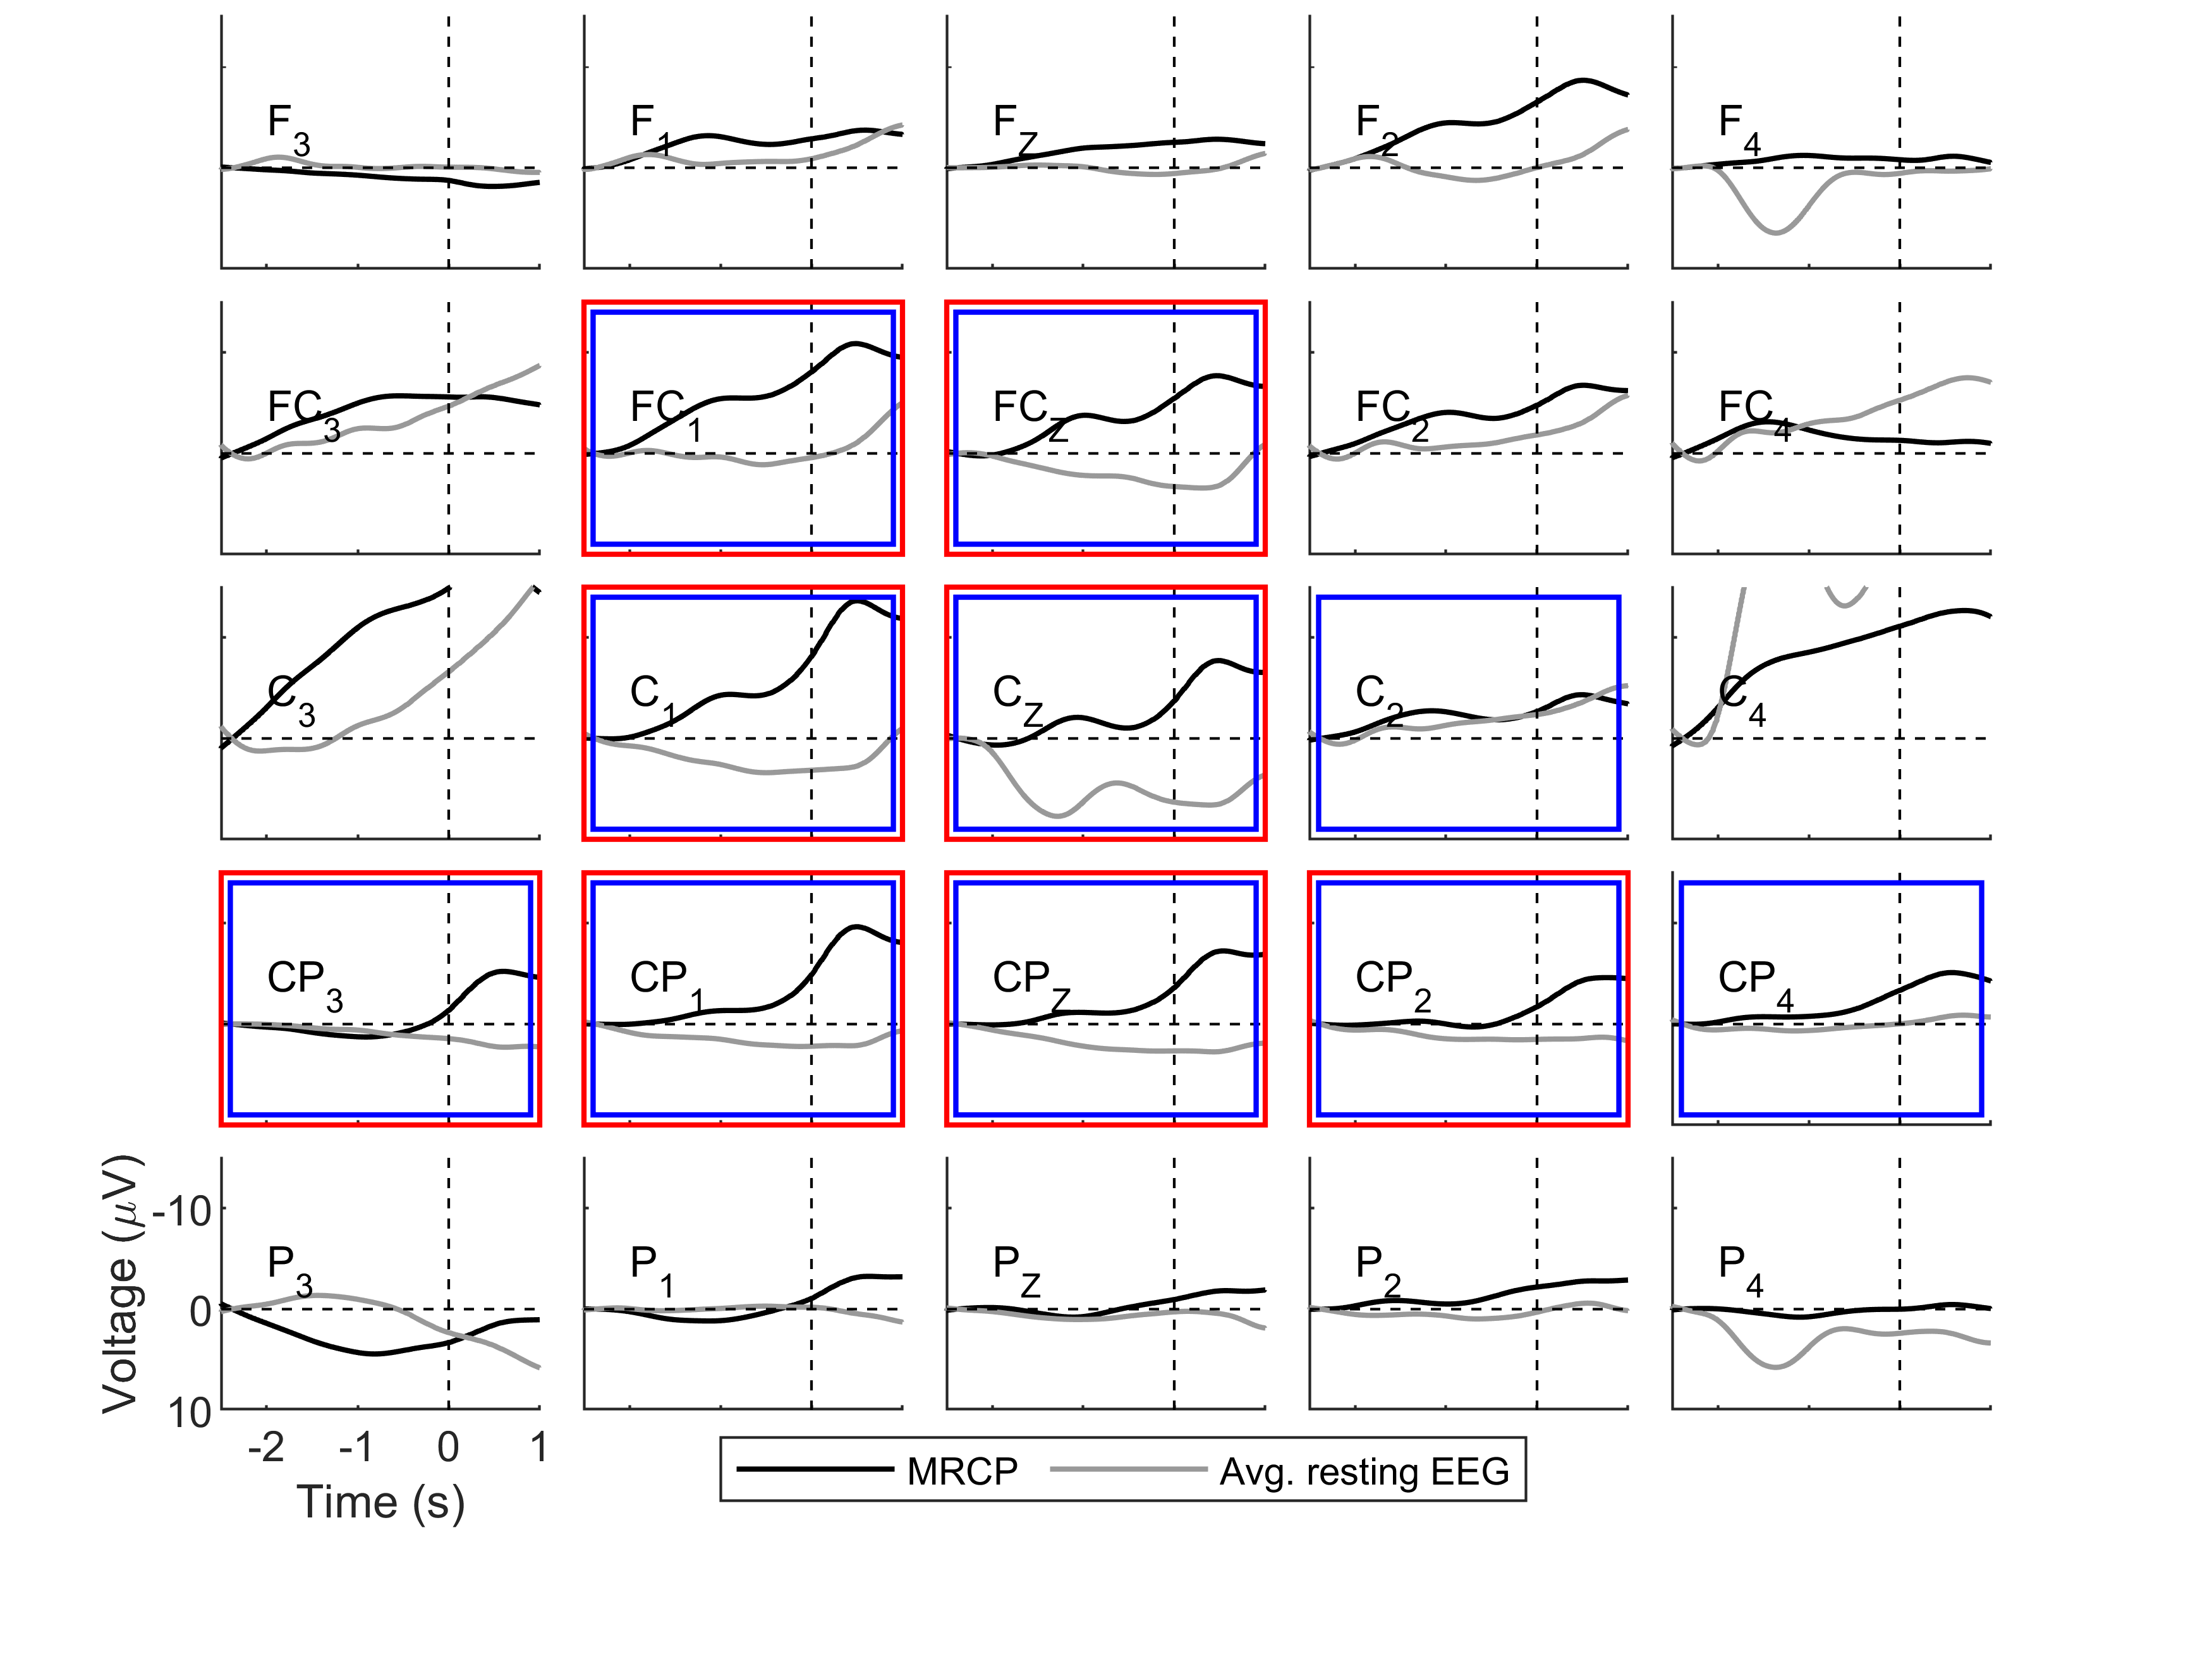 F3 F1 FZ F2 F4
FC3 FC1 FCZ FC2 FC4
C3 C1 CZ C2 C4
CP3 CP1 CPZ CP2 CP4
P3 P1 PZ P2 P4
Voltage (μV)
-10
0
10
-2 -1 0 1
Time (s)
MRCP Avg. resting EEG